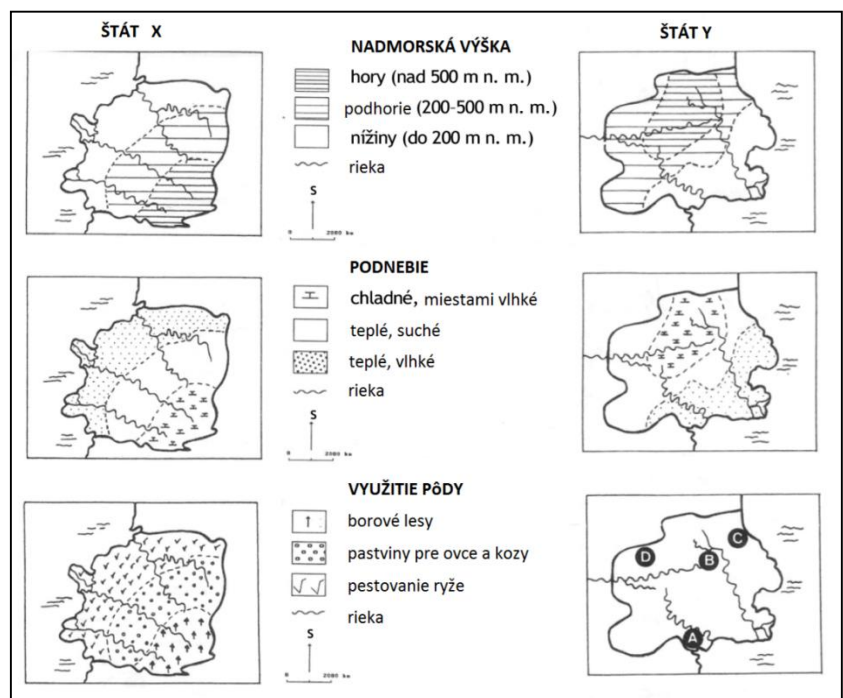 ŠTÁT X
ŠTÁT Y
NADMORSKÁ VÝŠKA
hory (nad 500 m n. m.)
podhorie (200-500 m n. m.)
nížiny (do 200 m n. m.)
rieka
S
PODNEBIE
chladné, miestami vlhké
teplé, suché
teplé, vlhké
rieka
S
VYUŽITIE PôDY
borové lesy
pastviny pre ovce a kozy
pestovanie ryže
rieka
S
D
C
B
A